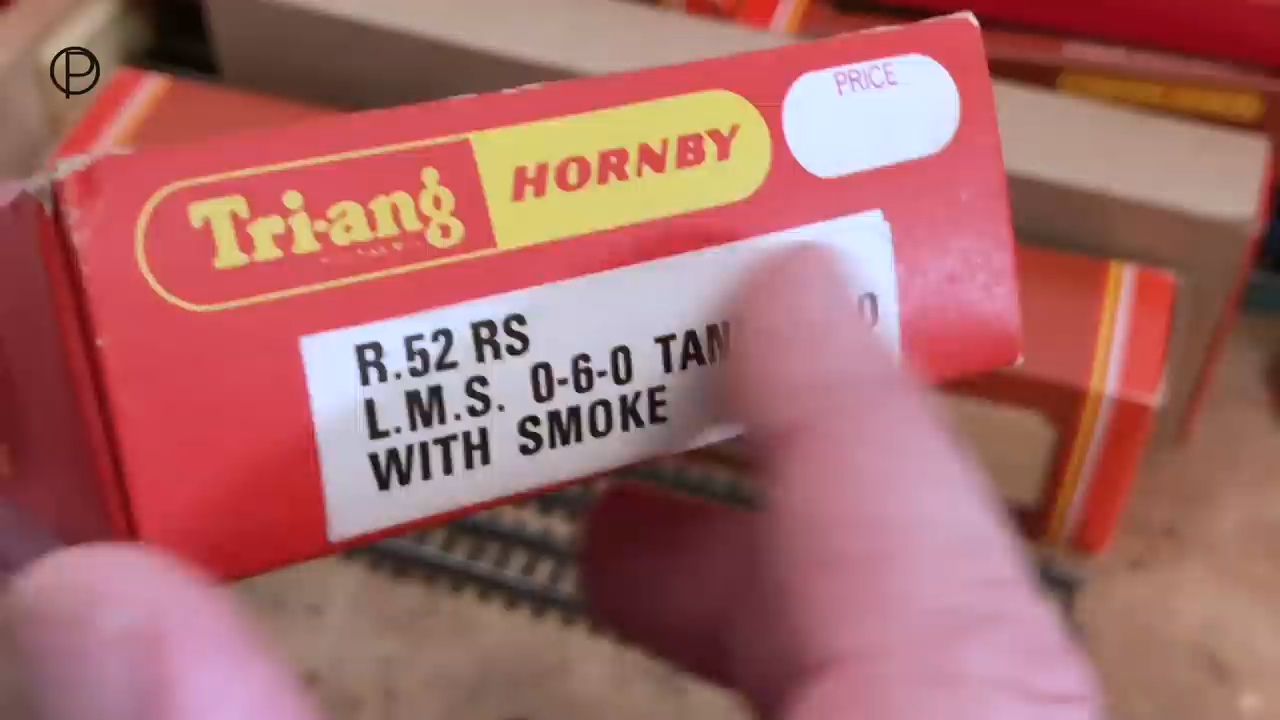 PRICE
Tri-ang HORNBY
R.52 RS
L.M.S. 0-6-0
WITH SMOKE